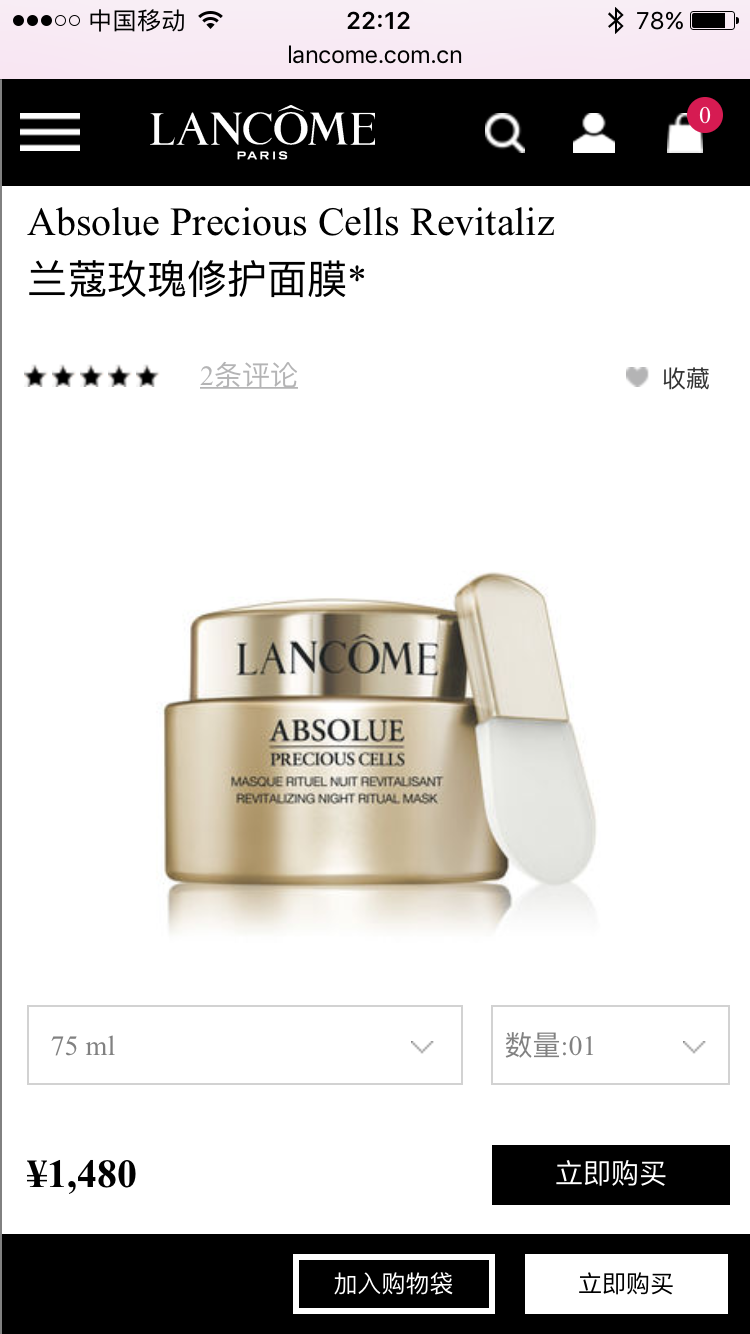 中国移动 22:12 78%
lancome.com.cn
LANCÔME
PARIS
0
Absolue Precious Cells Revitaliz
兰蔻玫瑰修护面膜*
2条评论 收藏
LANCÔME
ABSOLUE
PRECIOUS CELLS
MASQUE RITUEL NUIT REVITALISANT
REVITALIZING NIGHT RITUAL MASK
75 ml 数量:01
¥1,480 立即购买
加入购物袋 立即购买